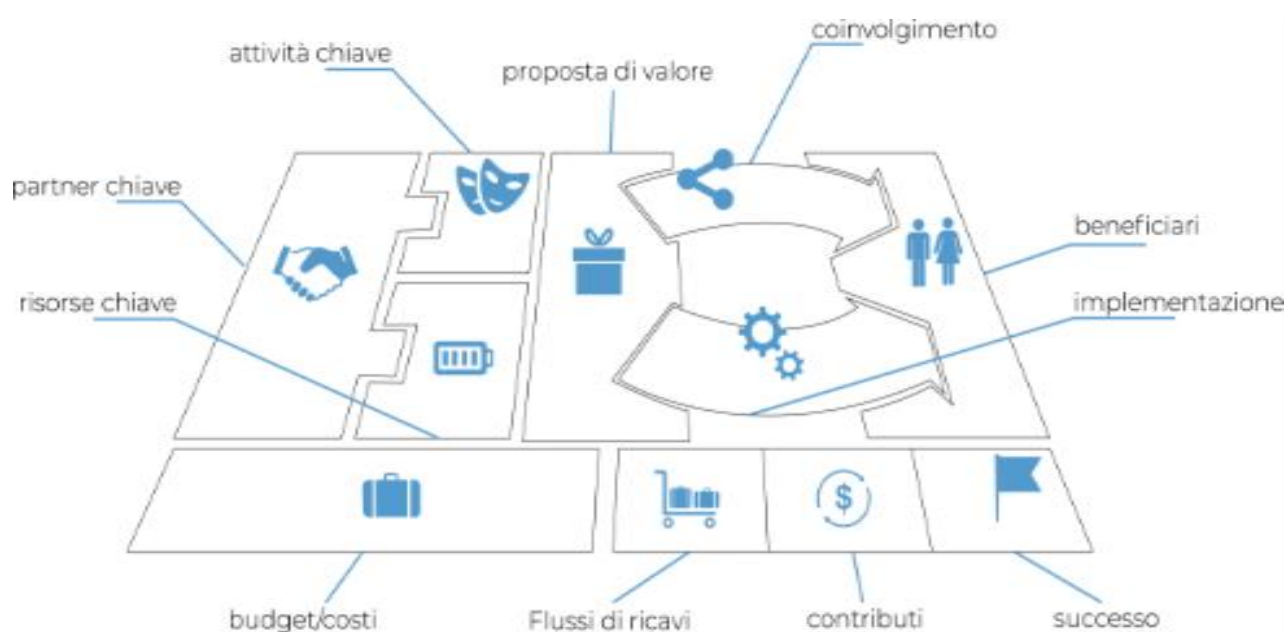 coinvolgimento
attività chiave
proposta di valore
partner chiave
beneficiari
risorse chiave
implementazione
$
budget/costi
Flussi di ricavi
contributi
successo